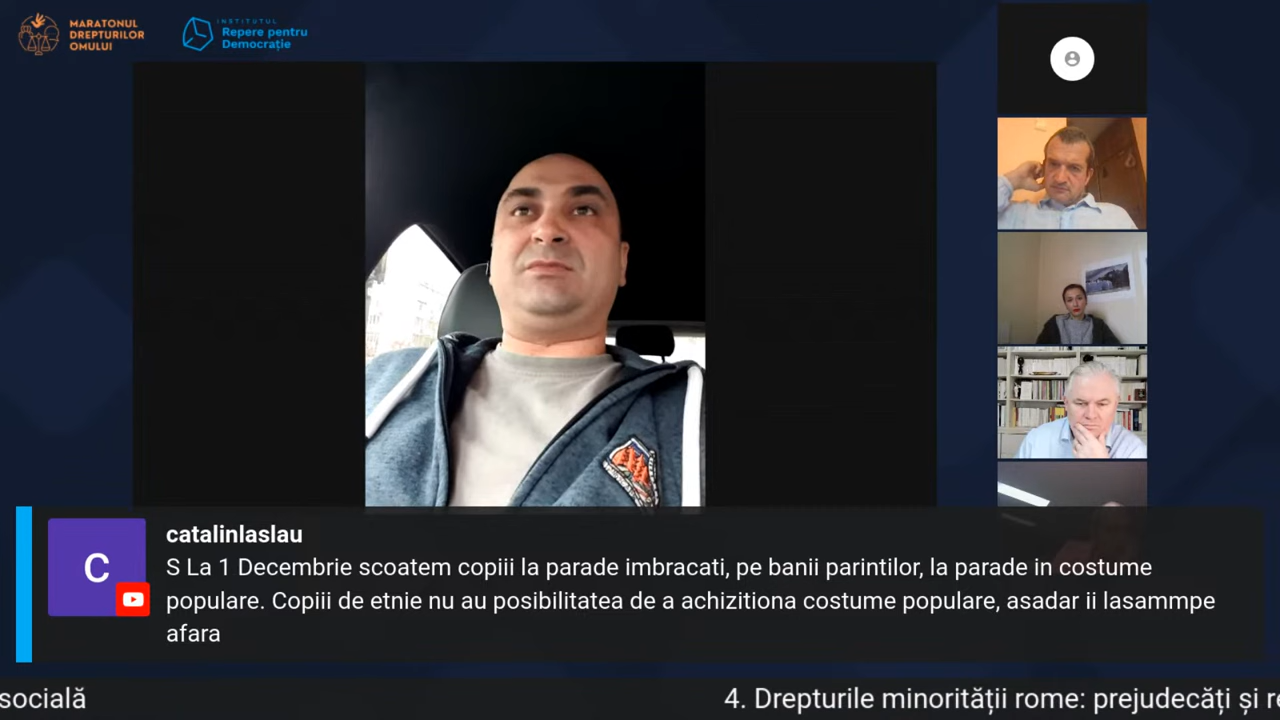 MARATONUL
DREPTURILOR
OMULUI
INSTITUTUL
Repere pentru
Democrație
C
catalinlaslau
S La 1 Decembrie scoatem copiii la parade imbracati, pe banii parintilor, la parade in costume
populare. Copiii de etnie nu au posibilitatea de a achizitiona costume populare, asadar ii lasammpe
afara
socială
4. Drepturile minorității rome: prejudecăți și